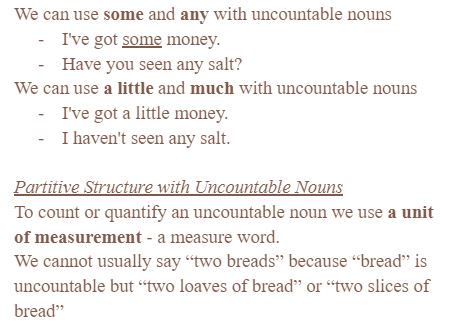 We can use some and any with uncountable nouns
- I've got some money.
- Have you seen any salt?
We can use a little and much with uncountable nouns
- I've got a little money.
- I haven't seen any salt.
Partitive Structure with Uncountable Nouns
To count or quantify an uncountable noun we use a unit
of measurement - a measure word.
We cannot usually say “two breads” because “bread” is
uncountable but “two loaves of bread” or “two slices of
bread”